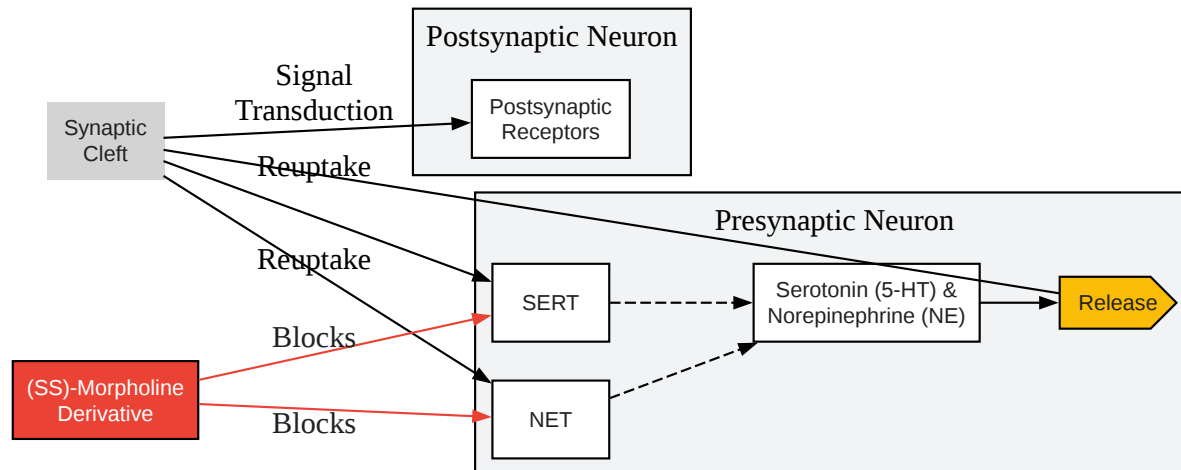 Postsynaptic Neuron
Signal
Transduction
Postsynaptic
Receptors
Synaptic
Cleft
Reuptake
Presynaptic Neuron
Reuptake
SERT
Serotonin (5-HT) &
Norepinephrine (NE)
Release
Blocks
(SS)-Morpholine
Derivative
Blocks
NET